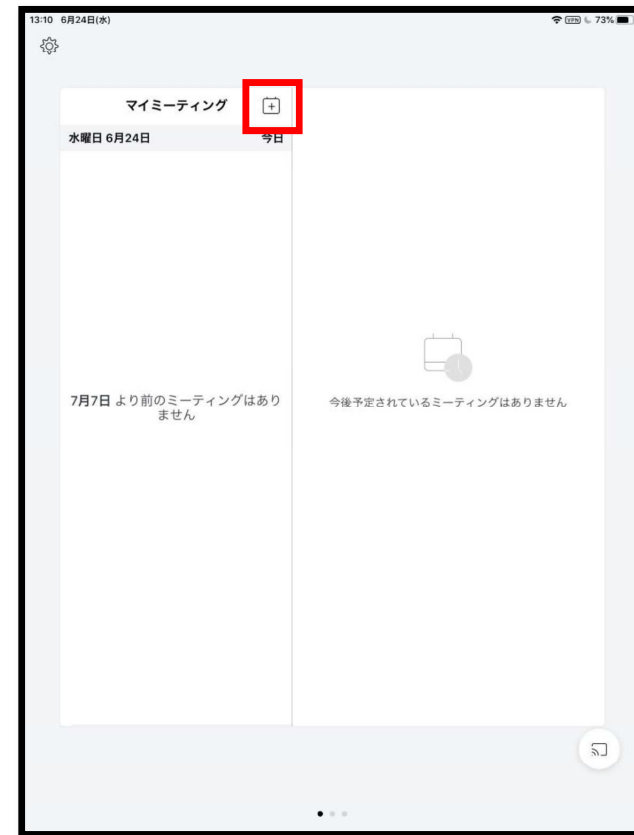 13:10 6月24日(水)
VPN 73%
マイミーティング
水曜日 6月24日 今日
7月7日 より前のミーティングはあり
ません
今後予定されているミーティングはありません